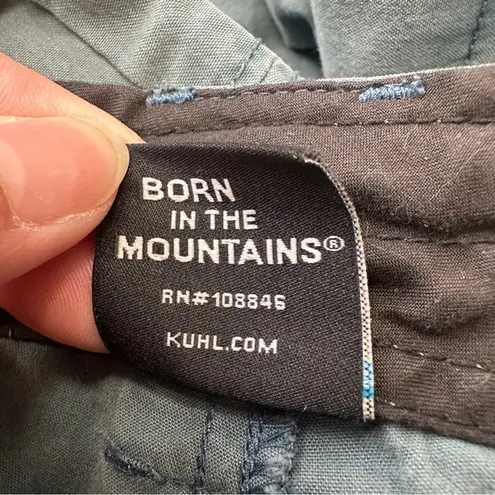 BORN
IN THE
MOUNTAINS®
RN#108846
KUHL.COM